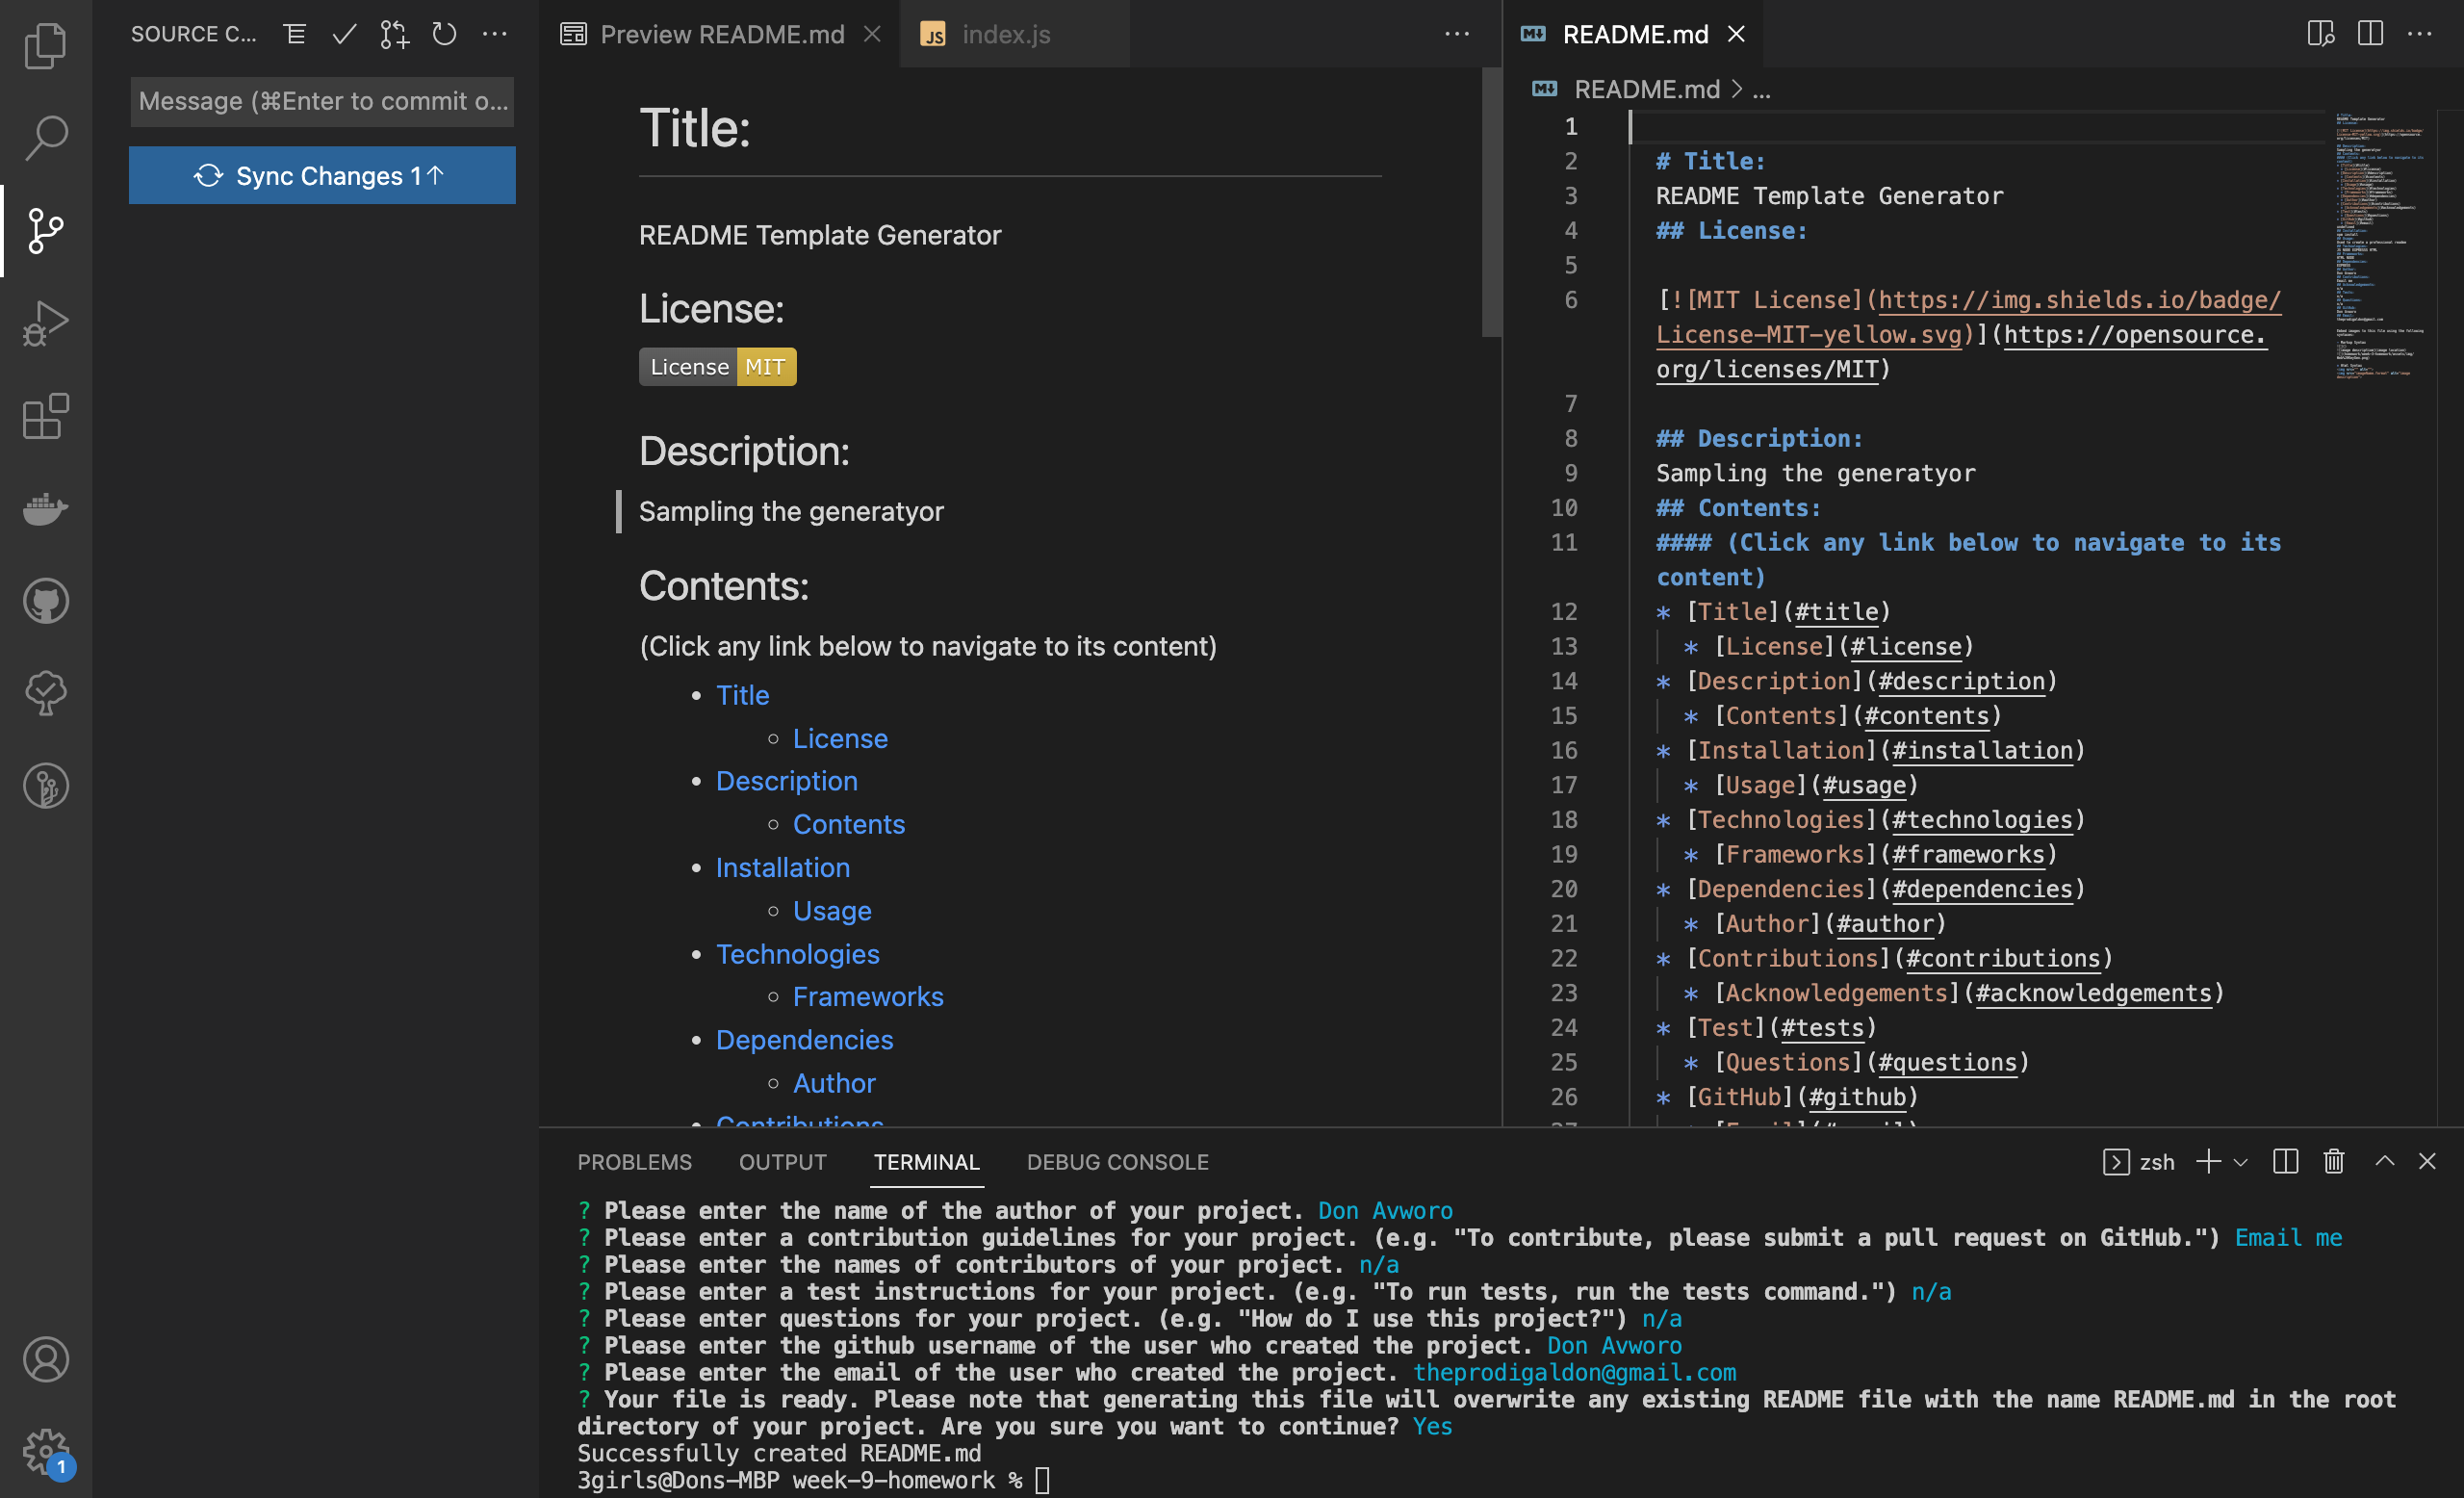 SOURCE C...
Message (⌘Enter to commit o...
Sync Changes 1↑
1
Preview README.md
JS index.js
Title:
README Template Generator
License:
License MIT
Description:
Sampling the generatyor
Contents:
(Click any link below to navigate to its content)
• Title
◦ License
• Description
◦ Contents
• Installation
◦ Usage
• Technologies
◦ Frameworks
• Dependencies
◦ Author
• Contributions
README.md
README.md > ...
1
2 # Title:
3 README Template Generator
4 ## License:
5
6 [![MIT License](https://img.shields.io/badge/
License-MIT-yellow.svg)](https://opensource.
org/licenses/MIT)
7
8 ## Description:
9 Sampling the generatyor
10 ## Contents:
11 #### (Click any link below to navigate to its
content)
12 * [Title](#title)
13 * [License](#license)
14 * [Description](#description)
15 * [Contents](#contents)
16 * [Installation](#installation)
17 * [Usage](#usage)
18 * [Technologies](#technologies)
19 * [Frameworks](#frameworks)
20 * [Dependencies](#dependencies)
21 * [Author](#author)
22 * [Contributions](#contributions)
23 * [Acknowledgements](#acknowledgements)
24 * [Test](#tests)
25 * [Questions](#questions)
26 * [GitHub](#github)
27 * [Email](#email)
PROBLEMS OUTPUT TERMINAL DEBUG CONSOLE
zsh
? Please enter the name of the author of your project. Don Avworo
? Please enter a contribution guidelines for your project. (e.g. "To contribute, please submit a pull request on GitHub.") Email me
? Please enter the names of contributors of your project. n/a
? Please enter a test instructions for your project. (e.g. "To run tests, run the tests command.") n/a
? Please enter questions for your project. (e.g. "How do I use this project?") n/a
? Please enter the github username of the user who created the project. Don Avworo
? Please enter the email of the user who created the project. theprodigaldon@gmail.com
? Your file is ready. Please note that generating this file will overwrite any existing README file with the name README.md in the root
directory of your project. Are you sure you want to continue? Yes
Successfully created README.md
3girls@Dons-MBP week-9-homework %